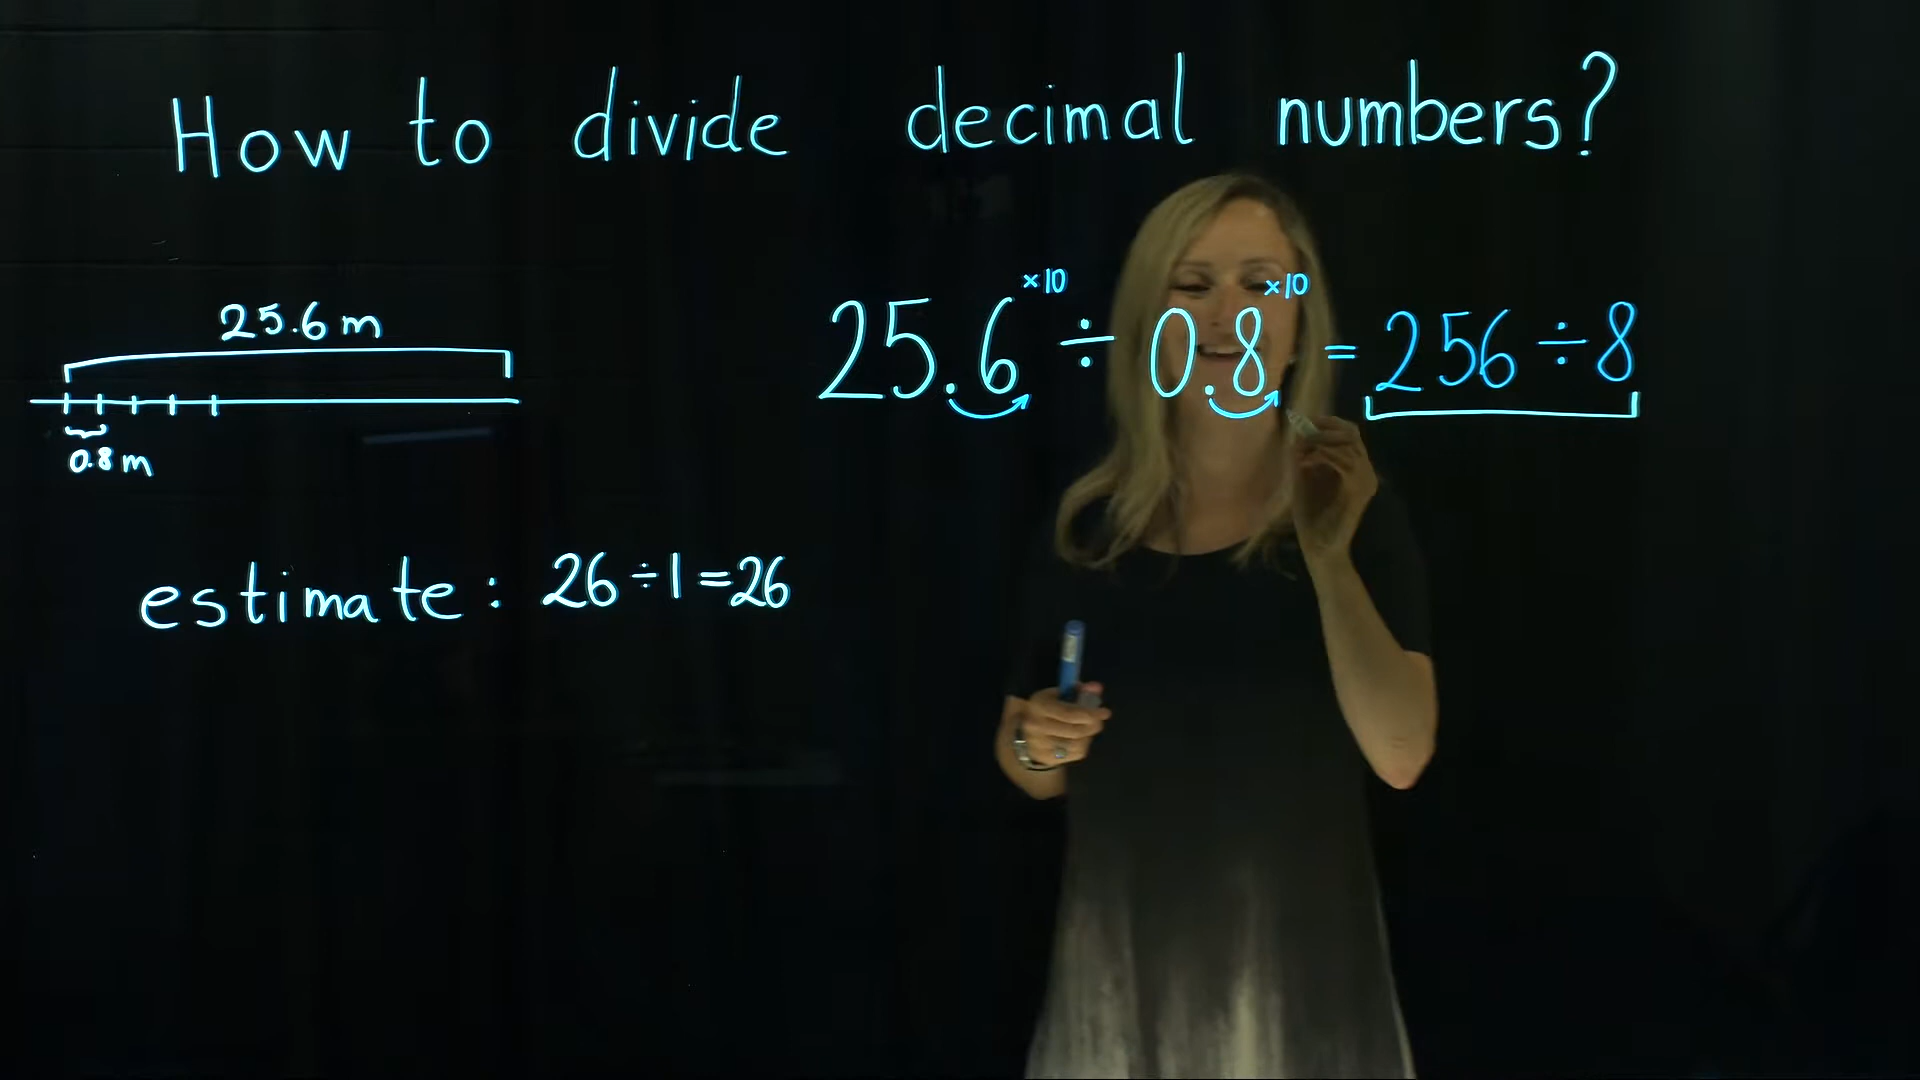 How to divide decimal numbers?
25.6 m
0.8 m
×10 ×10
25.6 ÷ 0.8 = 256 ÷ 8
estimate: 26 ÷ 1 = 26